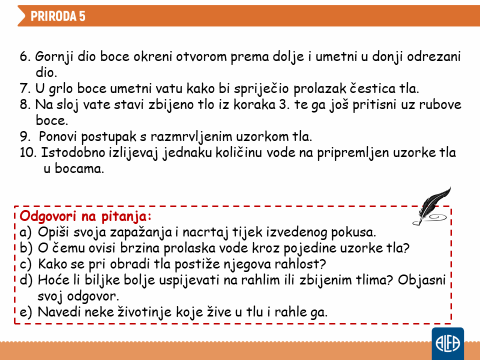 PRIRODA 5
6. Gornji dio boce okreni otvorom prema dolje i umetni u donji odrezani
dio.
7. U grlo boce umetni vatu kako bi spriječio prolazak čestica tla.
8. Na sloj vate stavi zbijeno tlo iz koraka 3. te ga još pritisni uz rubove
boce.
9. Ponovi postupak s razmrvljenim uzorkom tla.
10. Istodobno izlijevaj jednaku količinu vode na pripremljen uzorke tla
u bocama.
Odgovori na pitanja:
a) Opiši svoja zapažanja i nacrtaj tijek izvedenog pokusa.
b) O čemu ovisi brzina prolaska vode kroz pojedine uzorke tla?
c) Kako se pri obradi tla postiže njegova rahlost?
d) Hoće li biljke bolje uspijevati na rahlim ili zbijenim tlima? Objasni
svoj odgovor.
e) Navedi neke životinje koje žive u tlu i rahle ga.
ALFA